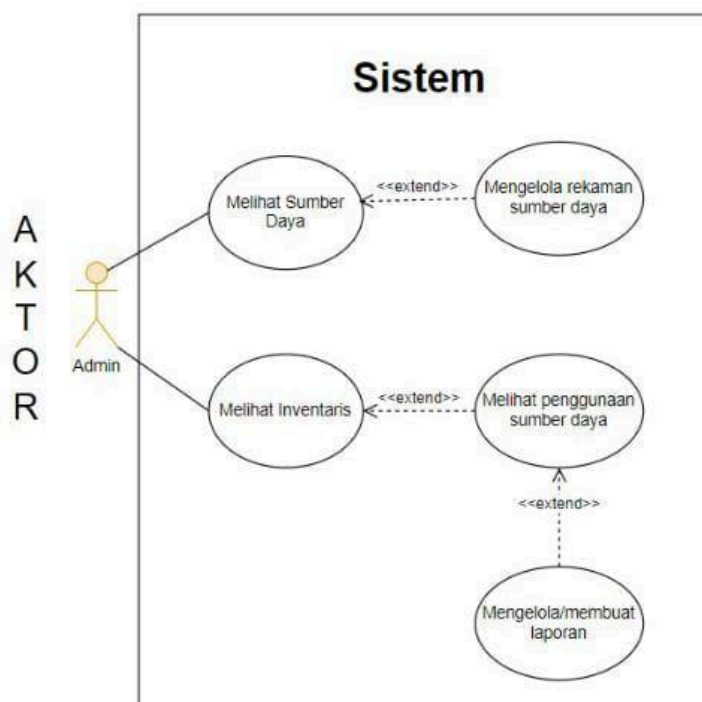 Sistem
A
K
T
O
R
Admin
Melihat Sumber
Daya
<<extend>>
Mengelola rekaman
sumber daya
Melihat Inventaris
<<extend>>
Melihat penggunaan
sumber daya
<<extend>>
Mengelola/membuat
laporan